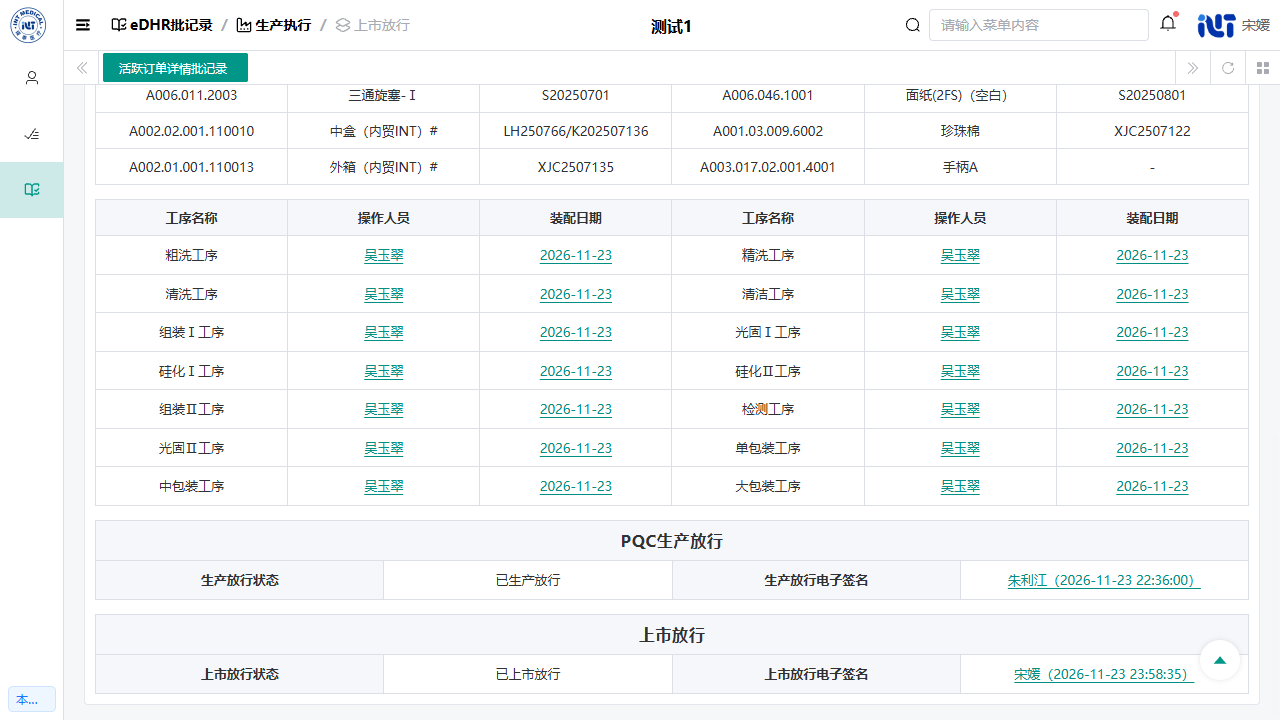 eDHR批记录 / 生产执行 / 上市放行
测试1
请输入菜单内容
宋媛
活跃订单详情批记录
A006.011.2003 三通旋塞-Ⅰ S20250701 A006.046.1001 面纸(2FS)（空白） S20250801
A002.02.001.110010 中盒（内贸INT）# LH250766/K202507136 A001.03.009.6002 珍珠棉 XJC2507122
A002.01.001.110013 外箱（内贸INT）# XJC2507135 A003.017.02.001.4001 手柄A -
工序名称 操作人员 装配日期 工序名称 操作人员 装配日期
粗洗工序 吴玉翠 2026-11-23 精洗工序 吴玉翠 2026-11-23
清洗工序 吴玉翠 2026-11-23 清洁工序 吴玉翠 2026-11-23
组装Ⅰ工序 吴玉翠 2026-11-23 光固Ⅰ工序 吴玉翠 2026-11-23
硅化Ⅰ工序 吴玉翠 2026-11-23 硅化Ⅱ工序 吴玉翠 2026-11-23
组装Ⅱ工序 吴玉翠 2026-11-23 检测工序 吴玉翠 2026-11-23
光固Ⅱ工序 吴玉翠 2026-11-23 单包装工序 吴玉翠 2026-11-23
中包装工序 吴玉翠 2026-11-23 大包装工序 吴玉翠 2026-11-23
PQC生产放行
生产放行状态 已生产放行 生产放行电子签名 朱利江（2026-11-23 22:36:00）
上市放行
上市放行状态 已上市放行 上市放行电子签名 宋媛（2026-11-23 23:58:35）
本...